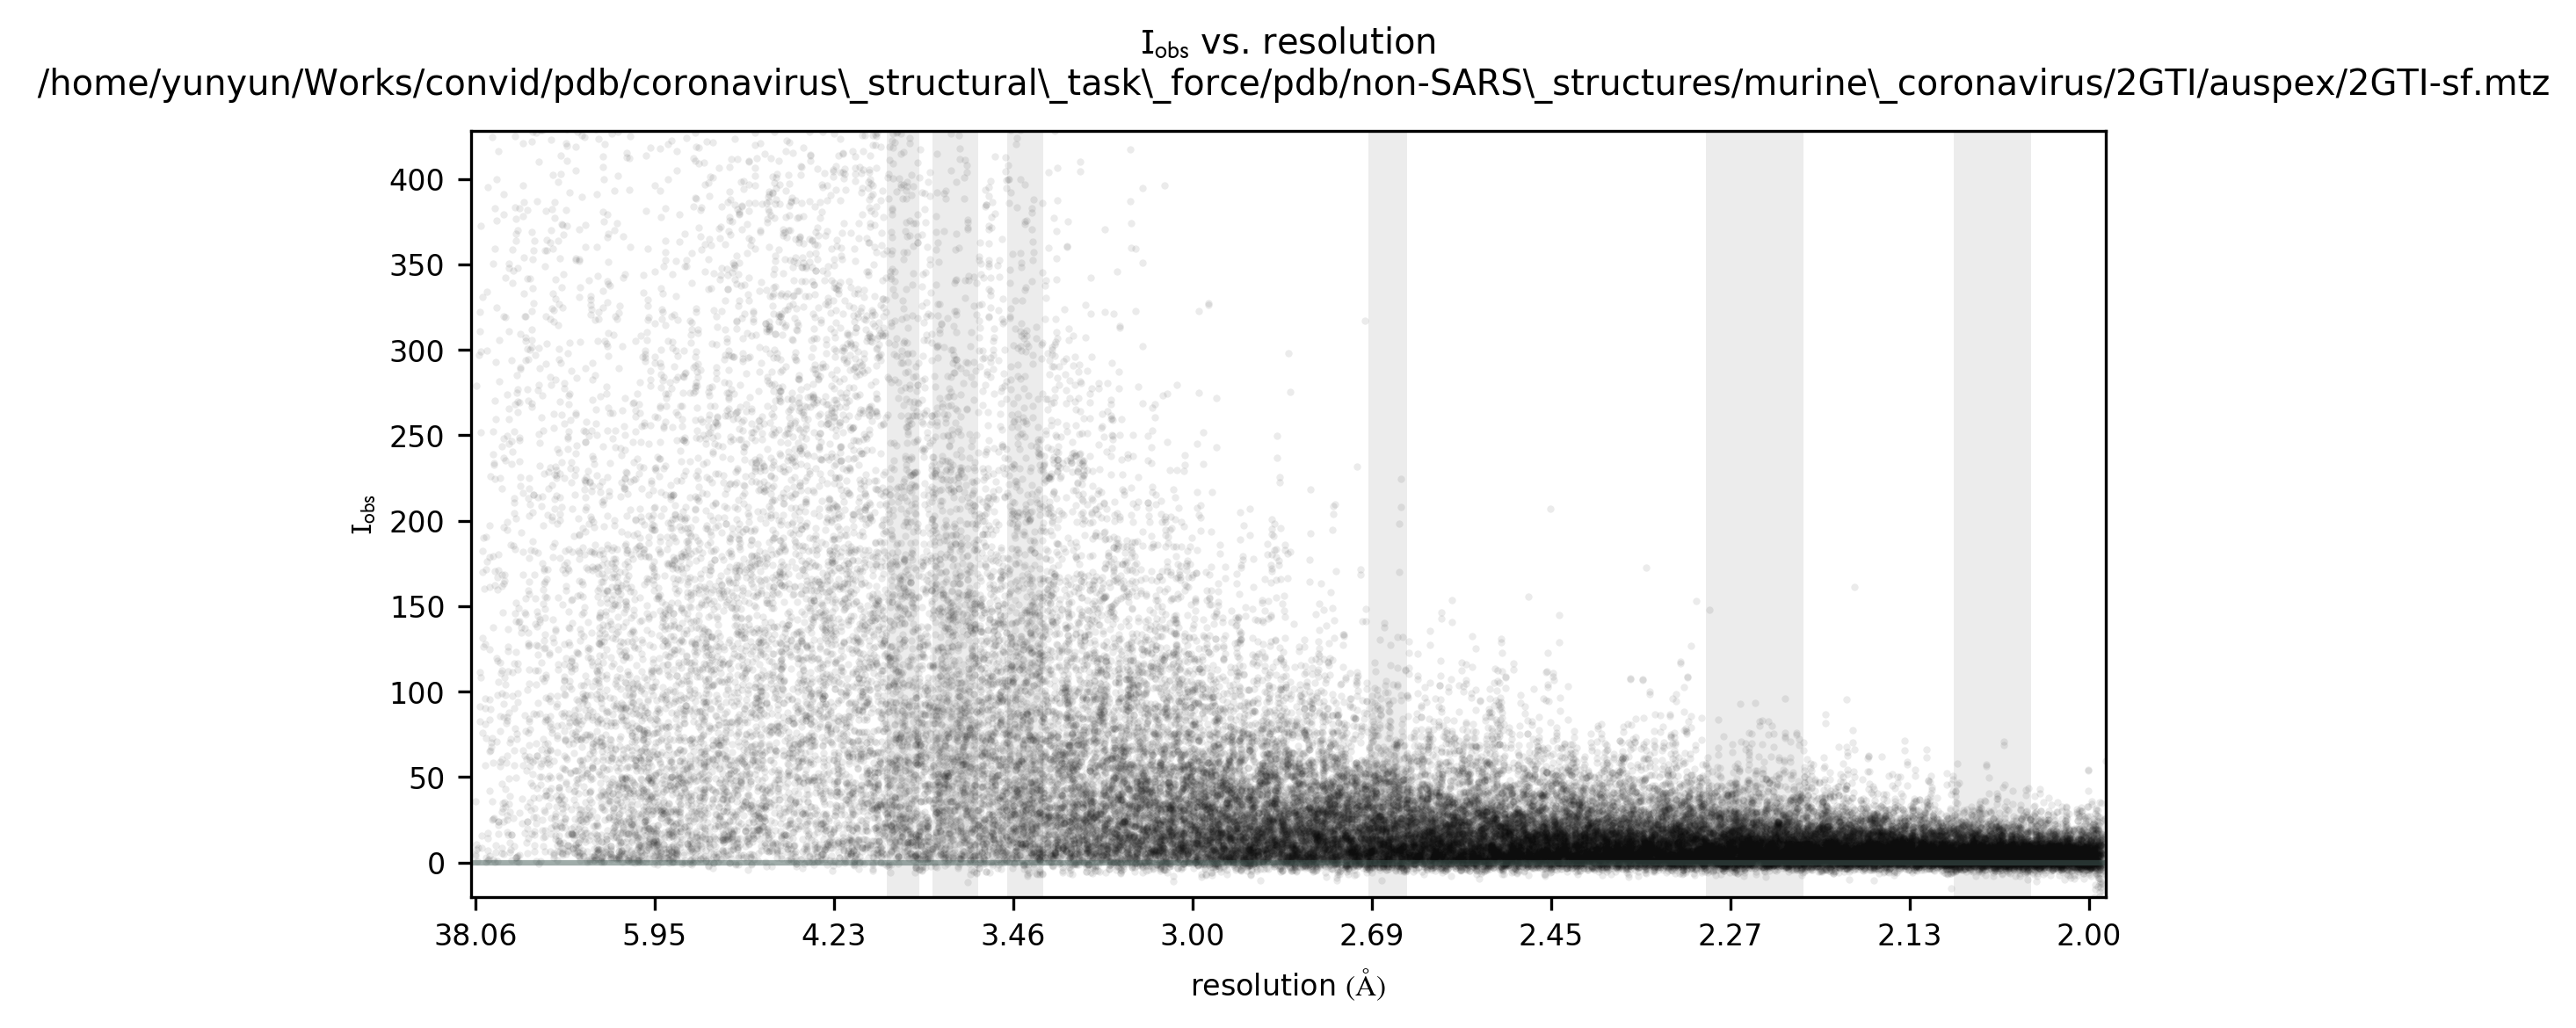 I_obs vs. resolution
/home/yunyun/Works/convid/pdb/coronavirus\_structural\_task\_force/pdb/non-SARS\_structures/murine\_coronavirus/2GTI/auspex/2GTI-sf.mtz
400
350
300
250
200
150
100
50
0
I_obs
38.06 5.95 4.23 3.46 3.00 2.69 2.45 2.27 2.13 2.00
resolution (Å)